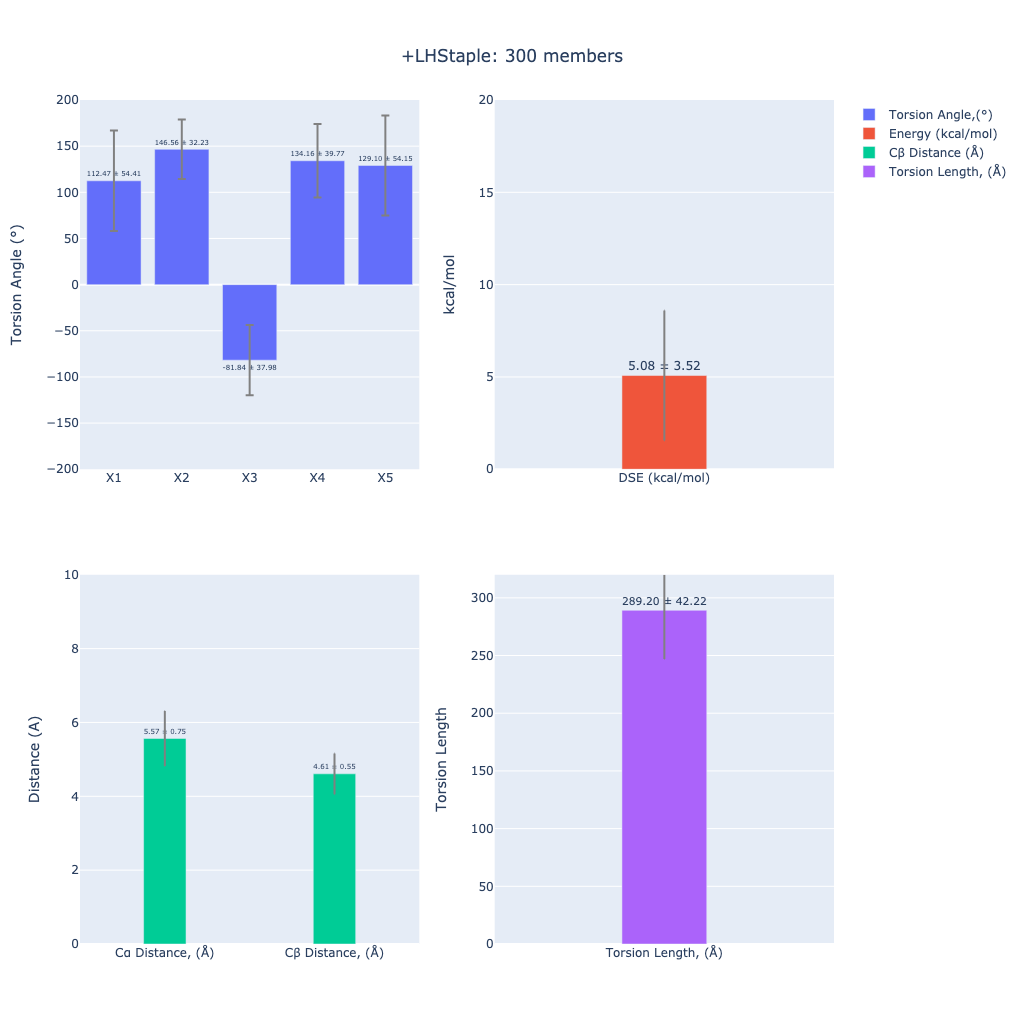 +LHStaple: 300 members
Torsion Angle (°)
200
150
100
50
0
−50
−100
−150
−200
112.47 ± 54.41
146.56 ± 32.23
-81.84 ± 37.98
134.16 ± 39.77
129.10 ± 54.15
X1
X2
X3
X4
X5
kcal/mol
20
15
10
5
0
5.08 ± 3.52
DSE (kcal/mol)
Torsion Angle,(°)
Energy (kcal/mol)
Cβ Distance (Å)
Torsion Length, (Å)
Distance (A)
10
8
6
4
2
0
5.57 ± 0.75
4.61 ± 0.55
Cα Distance, (Å)
Cβ Distance, (Å)
Torsion Length
300
250
200
150
100
50
0
289.20 ± 42.22
Torsion Length, (Å)